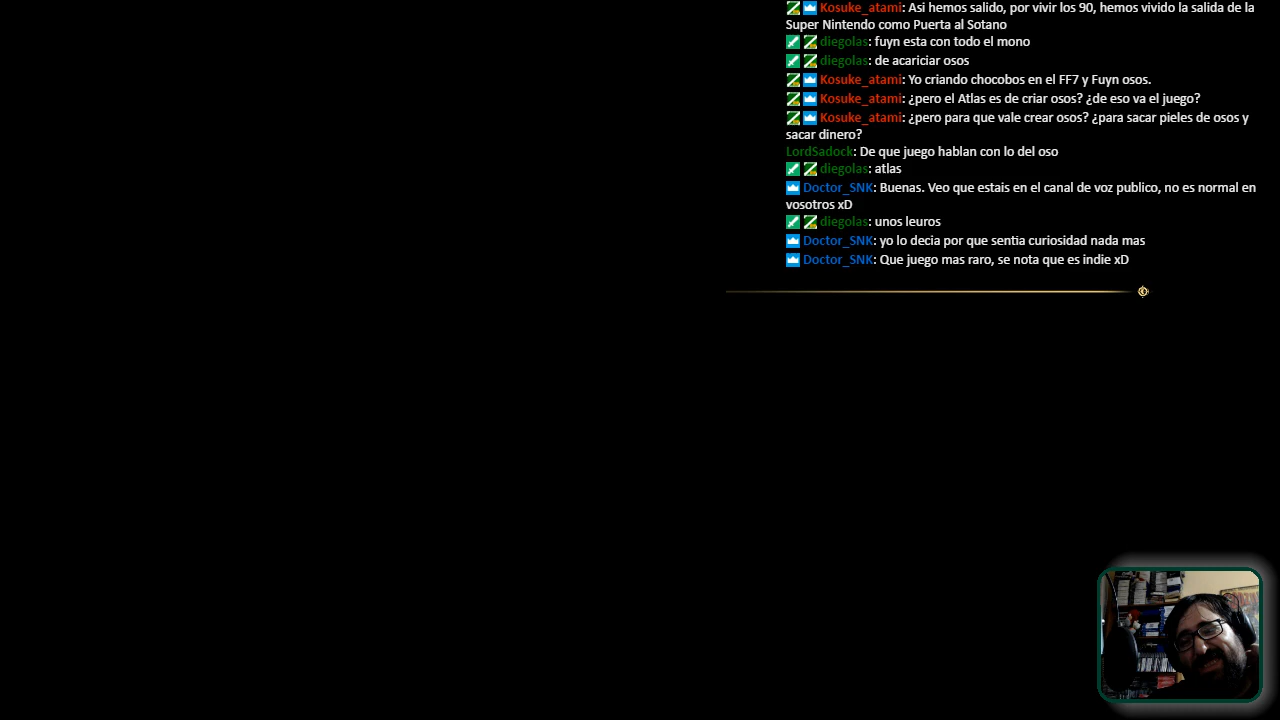 Kosuke_atami: Asi hemos salido, por vivir los 90, hemos vivido la salida de la
Super Nintendo como Puerta al Sotano
diegolas: fuyn esta con todo el mono
diegolas: de acariciar osos
Kosuke_atami: Yo criando chocobos en el FF7 y Fuyn osos.
Kosuke_atami: ¿pero el Atlas es de criar osos? ¿de eso va el juego?
Kosuke_atami: ¿pero para que vale crear osos? ¿para sacar pieles de osos y
sacar dinero?
LordSadock: De que juego hablan con lo del oso
diegolas: atlas
Doctor_SNK: Buenas. Veo que estais en el canal de voz publico, no es normal en
vosotros xD
diegolas: unos leuros
Doctor_SNK: yo lo decia por que sentia curiosidad nada mas
Doctor_SNK: Que juego mas raro, se nota que es indie xD